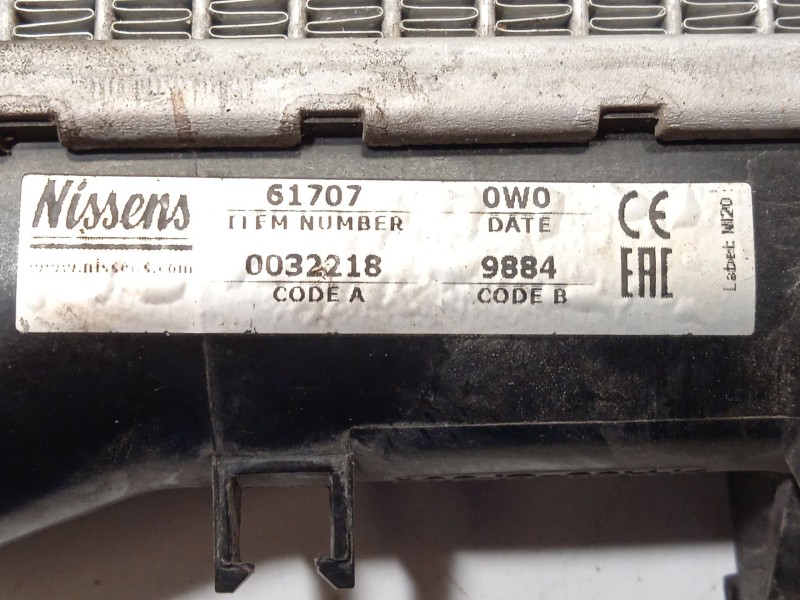 Nissens
www.nissens.com
61707
ITEM NUMBER
0W0
DATE
0032218
CODE A
9884
CODE B
CE
EAC
Label: NI20